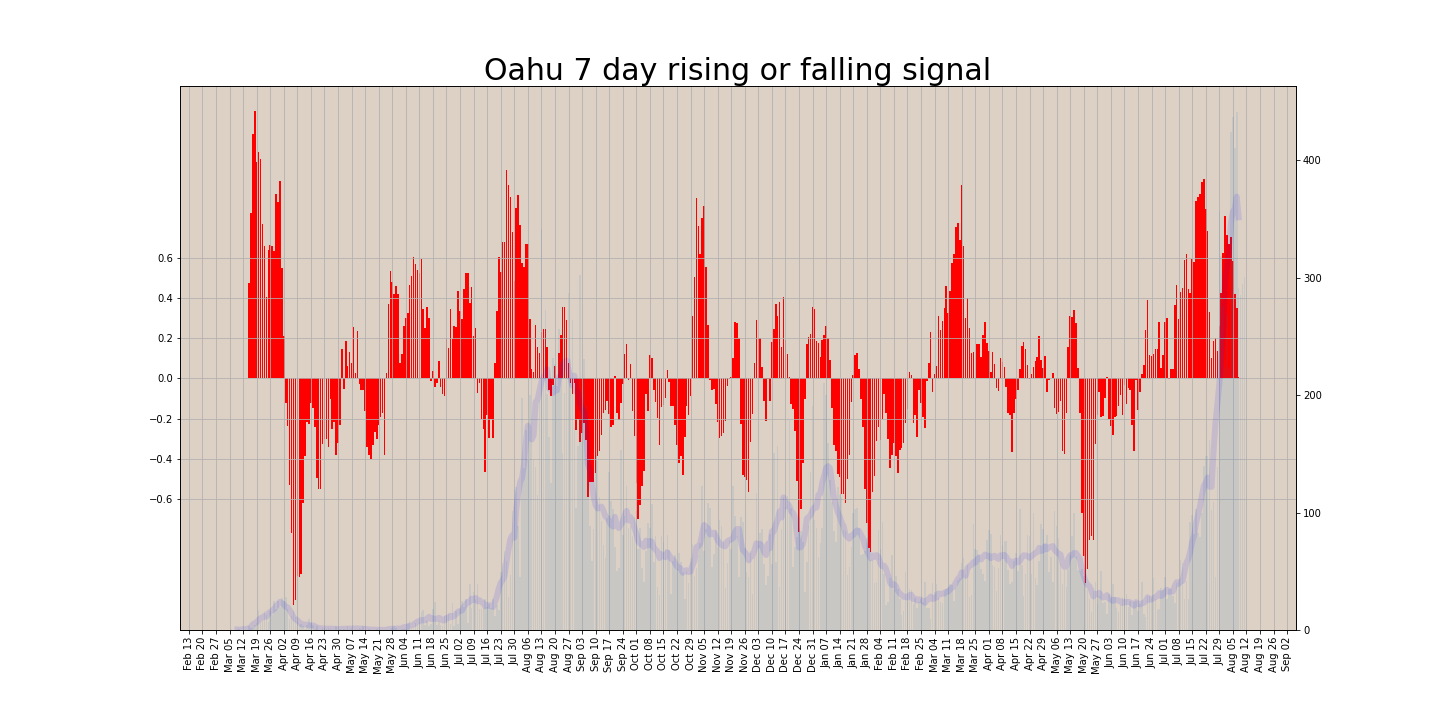 Oahu 7 day rising or falling signal
0.6
0.4
0.2
0.0
−0.2
−0.4
−0.6
400
300
200
100
0
Feb 13
Feb 20
Feb 27
Mar 05
Mar 12
Mar 19
Mar 26
Apr 02
Apr 09
Apr 16
Apr 23
Apr 30
May 07
May 14
May 21
May 28
Jun 04
Jun 11
Jun 18
Jun 25
Jul 02
Jul 09
Jul 16
Jul 23
Jul 30
Aug 06
Aug 13
Aug 20
Aug 27
Sep 03
Sep 10
Sep 17
Sep 24
Oct 01
Oct 08
Oct 15
Oct 22
Oct 29
Nov 05
Nov 12
Nov 19
Nov 26
Dec 03
Dec 10
Dec 17
Dec 24
Dec 31
Jan 07
Jan 14
Jan 21
Jan 28
Feb 04
Feb 11
Feb 18
Feb 25
Mar 04
Mar 11
Mar 18
Mar 25
Apr 01
Apr 08
Apr 15
Apr 22
Apr 29
May 06
May 13
May 20
May 27
Jun 03
Jun 10
Jun 17
Jun 24
Jul 01
Jul 08
Jul 15
Jul 22
Jul 29
Aug 05
Aug 12
Aug 19
Aug 26
Sep 02